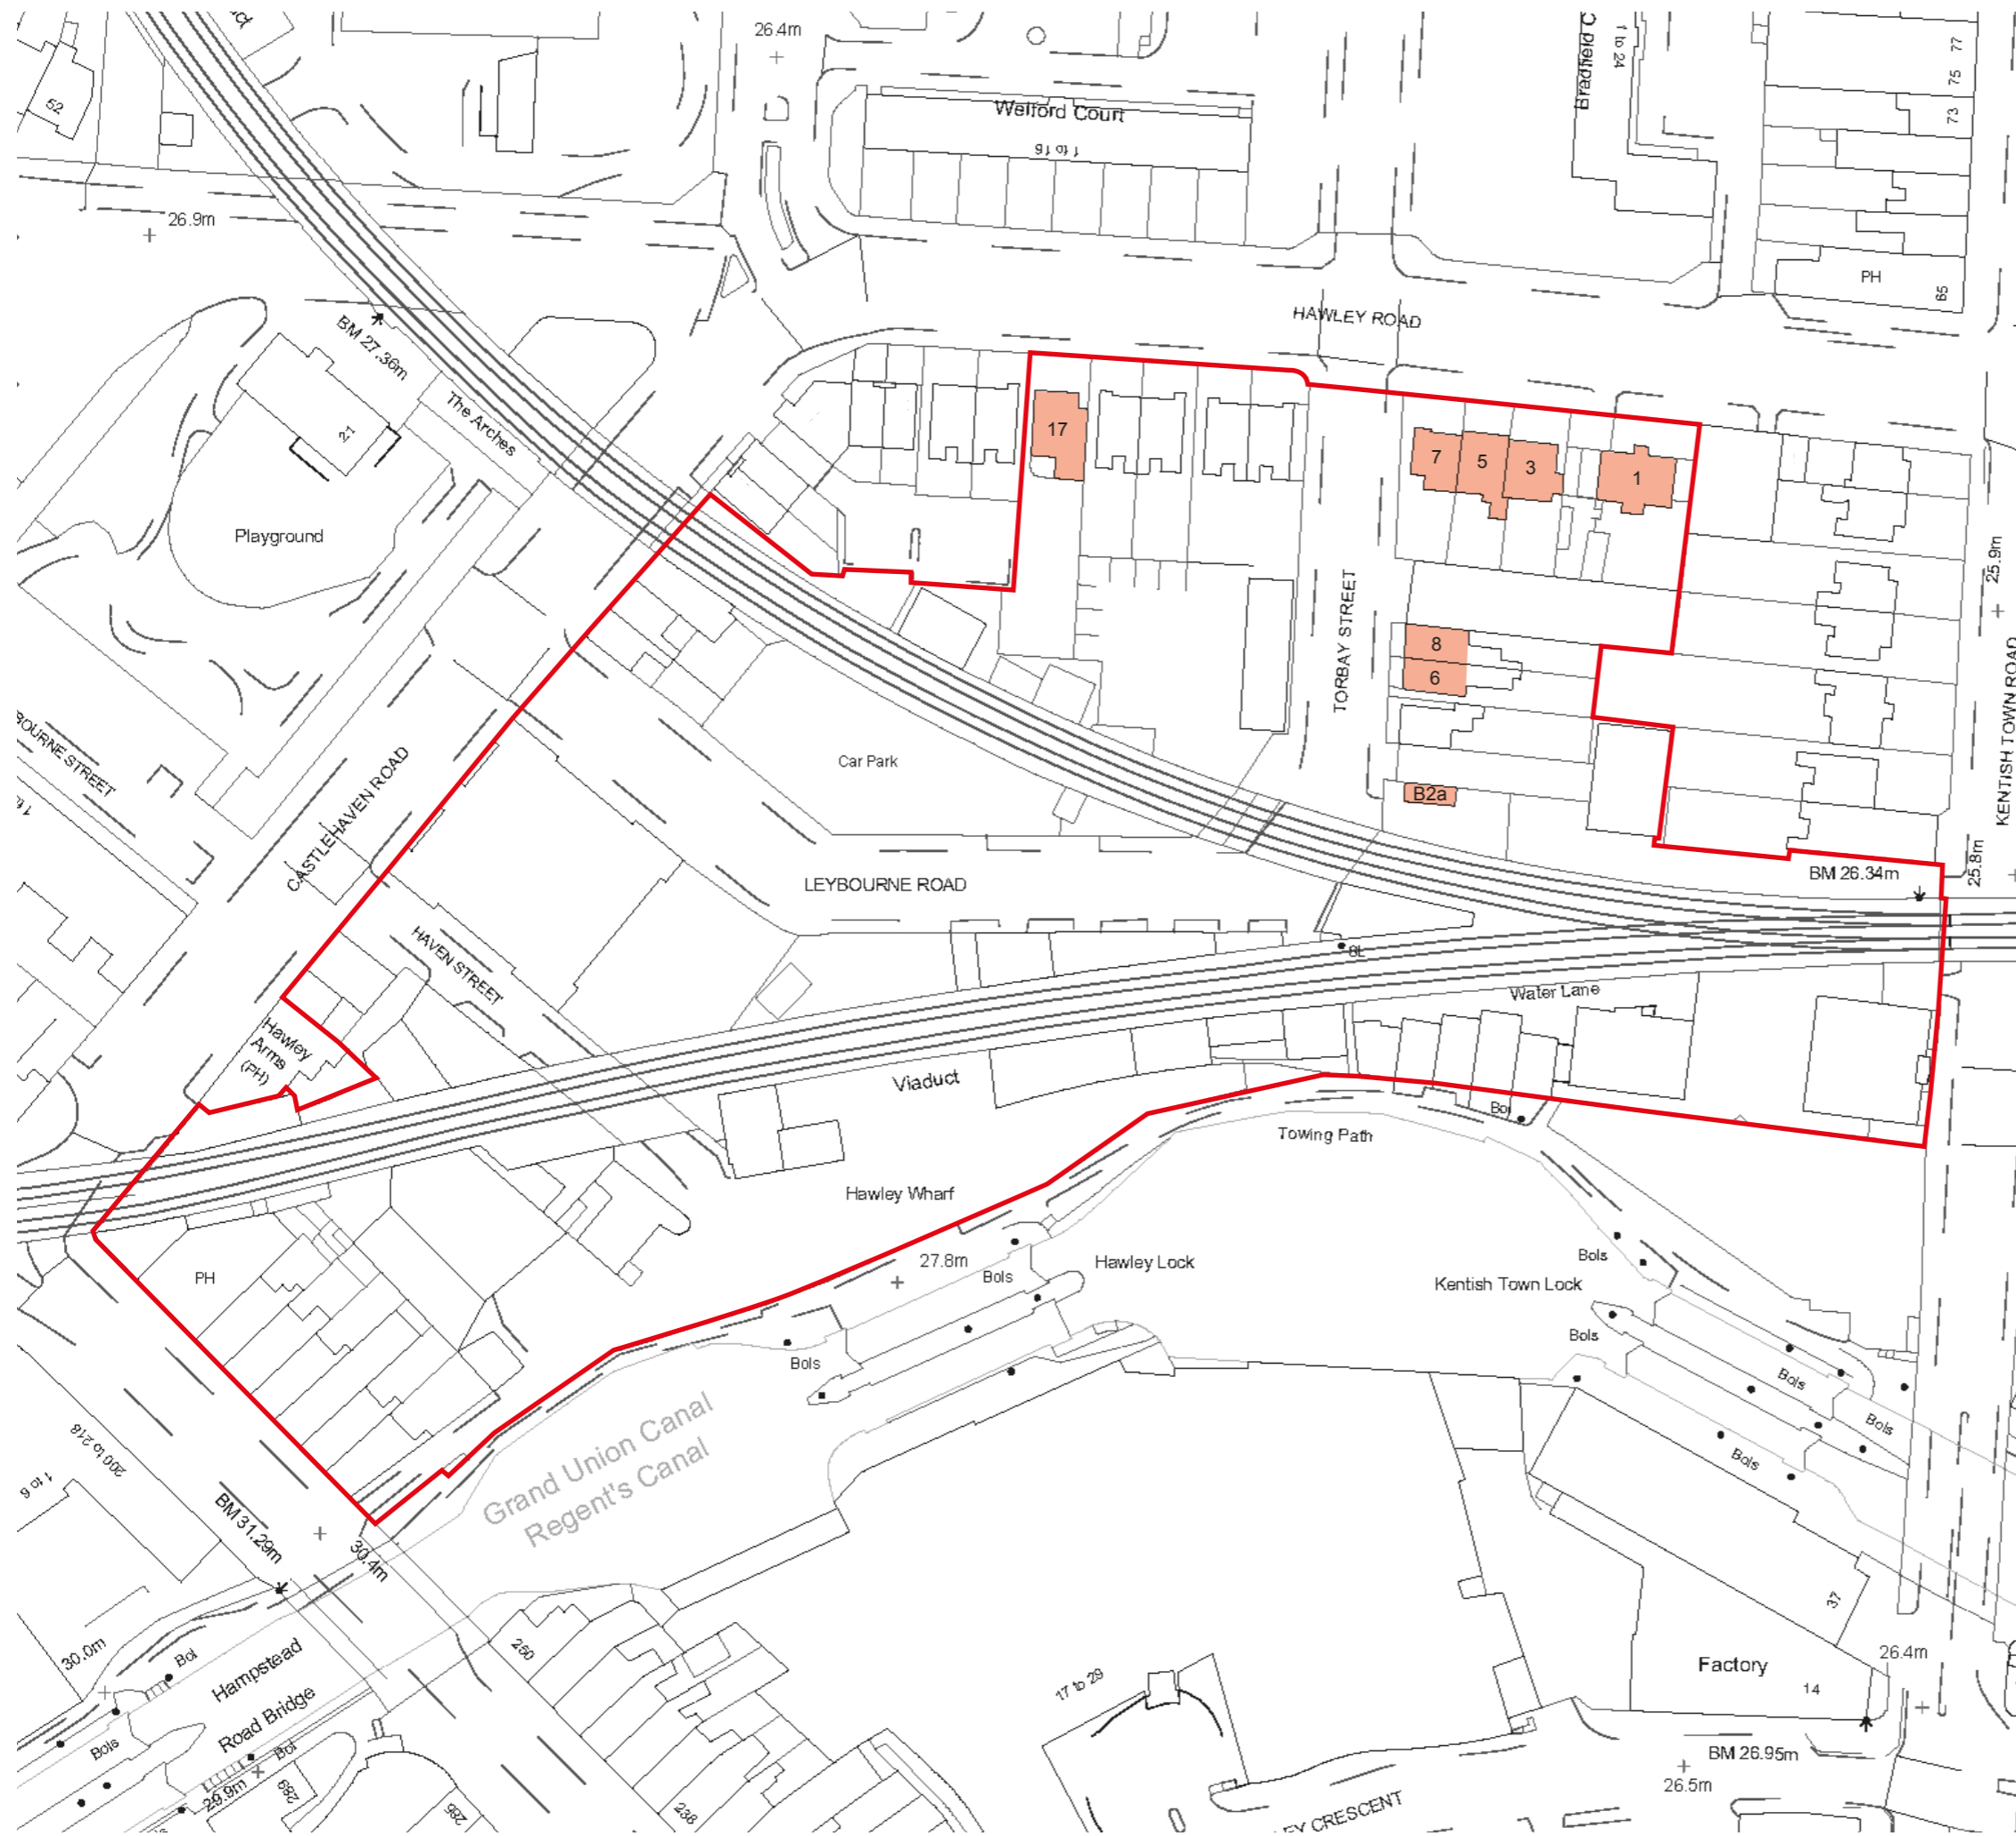 26.4m
Bradfield C
1 to 24
77
75
73
52
Welford Court
1 to 16
26.9m
PH
65
HAWLEY ROAD
BM 27.36m
21
The Arches
17
7
5
3
1
Playground
25.9m
TORBAY STREET
8
6
KENTISH TOWN ROAD
BOURNE STREET
CASTLEHAVEN ROAD
Car Park
B2a
LEYBOURNE ROAD
BM 26.34m
25.8m
HAVEN STREET
SL
Water Lane
Hawley
Arms
(PH)
Viaduct
Bol
Towing Path
Hawley Wharf
PH
27.8m
Bols
Hawley Lock
Bols
Kentish Town Lock
Bols
Bols
Bols
Bols
Bols
Grand Union Canal
Regent's Canal
200 to 218
1 to 6
BM 31.29m
30.4m
37
30.0m
Bol
Hampstead
Road Bridge
Bol
Bols
29.9m
289
286
250
236
17 to 29
Factory
14
26.4m
BM 26.95m
26.5m
EY CRESCENT